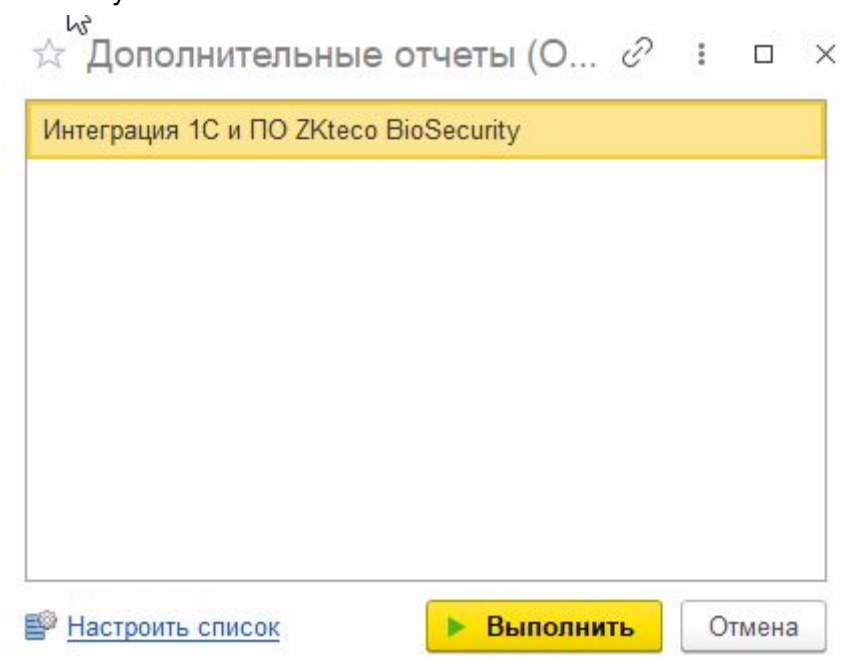 Дополнительные отчеты (О...
Интеграция 1С и ПО ZKteco BioSecurity
Настроить список
Выполнить
Отмена